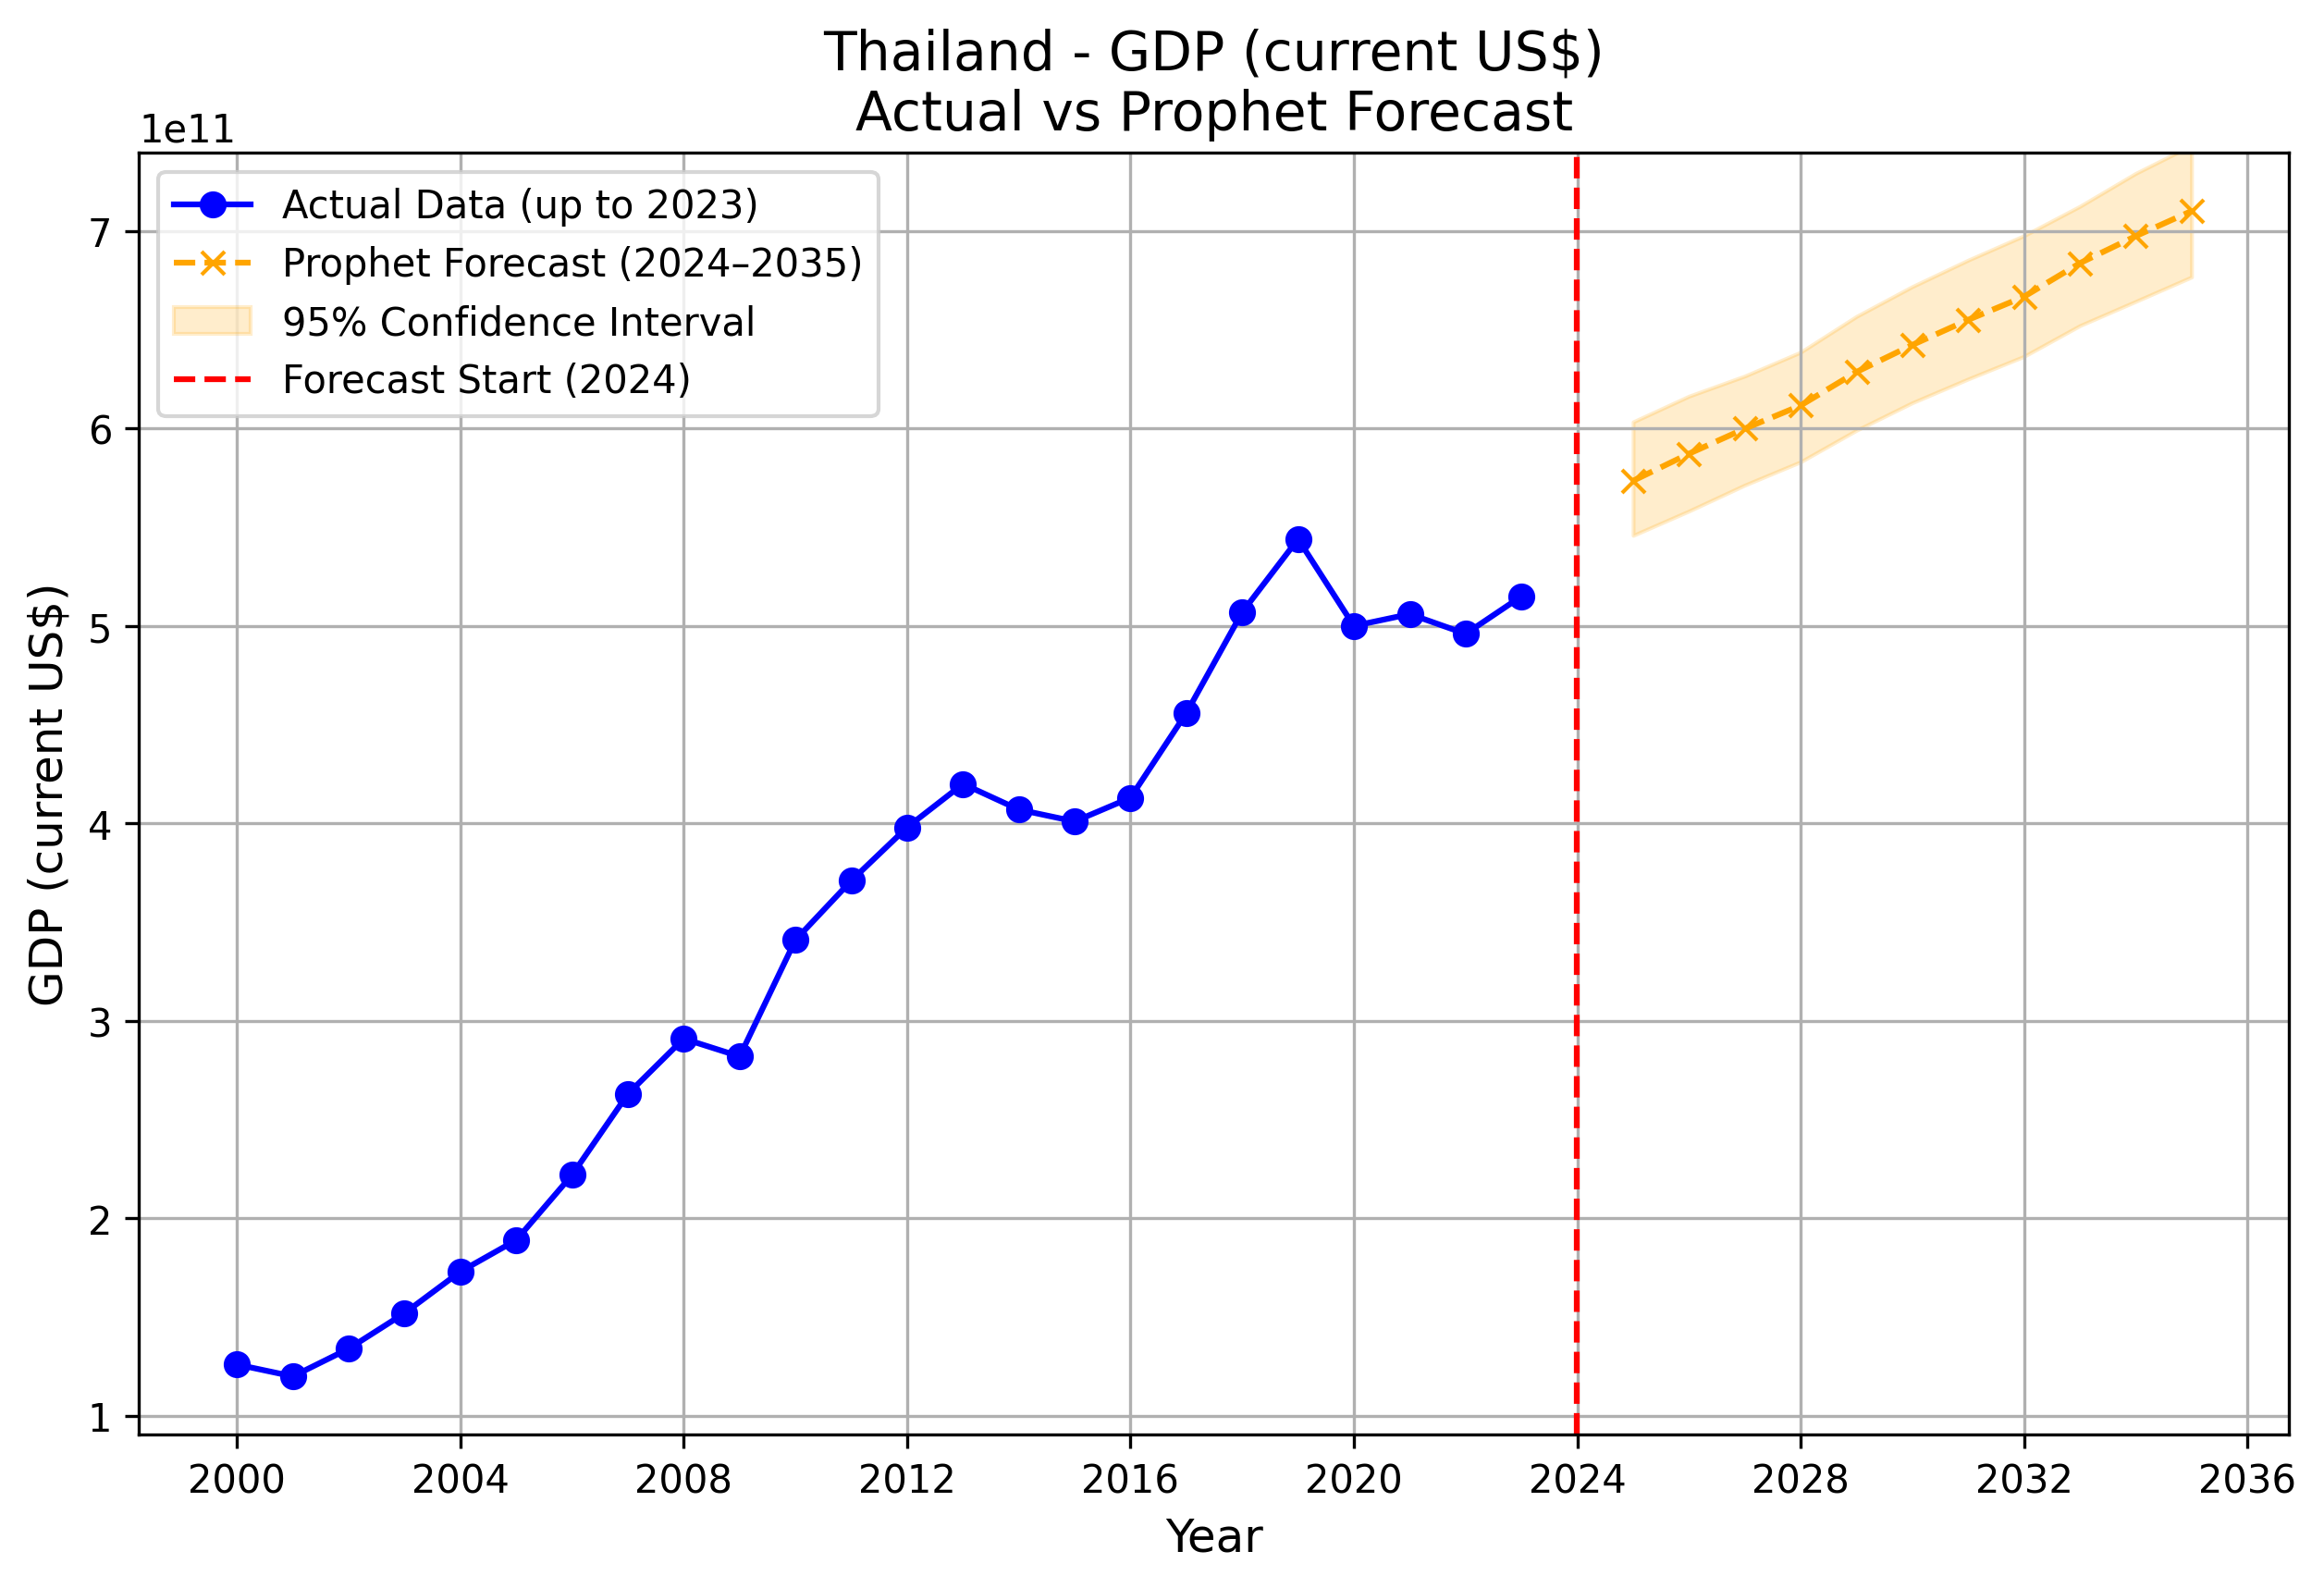 Thailand - GDP (current US$)
Actual vs Prophet Forecast
1e11
Actual Data (up to 2023)
Prophet Forecast (2024–2035)
95% Confidence Interval
Forecast Start (2024)
7
6
5
4
3
2
1
GDP (current US$)
2000 2004 2008 2012 2016 2020 2024 2028 2032 2036
Year